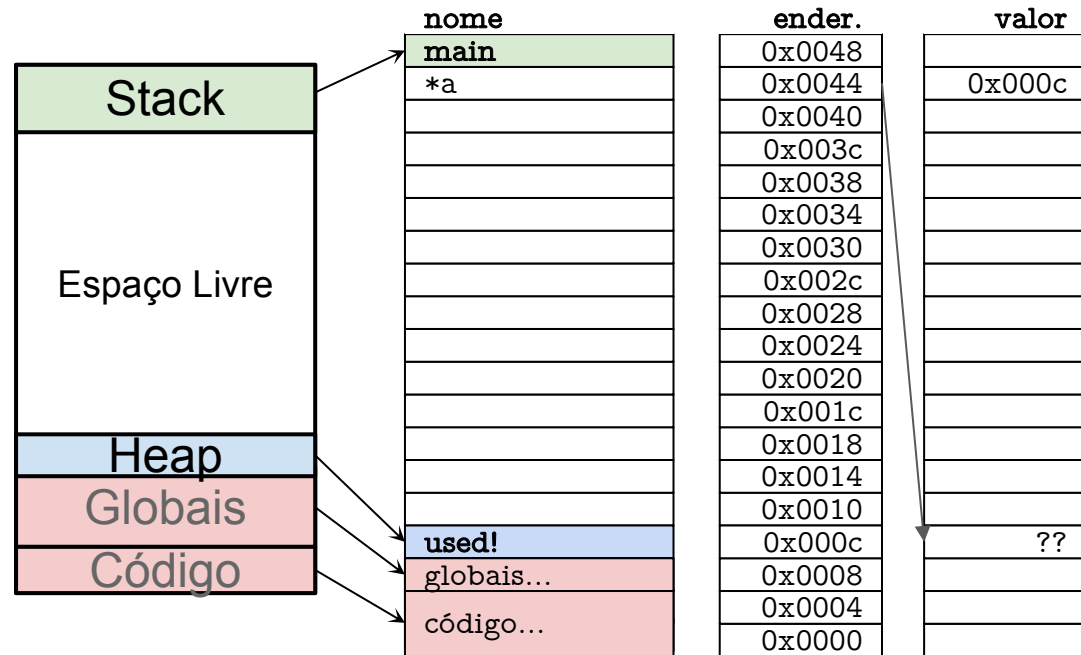 nome ender. valor
main 0x0048
Stack
*a 0x0044 0x000c
0x0040
0x003c
0x0038
0x0034
0x0030
Espaço Livre
0x002c
0x0028
0x0024
0x0020
0x001c
Heap
0x0018
0x0014
Globais
0x0010
used! 0x000c ??
Código
globais... 0x0008
código... 0x0004
0x0000